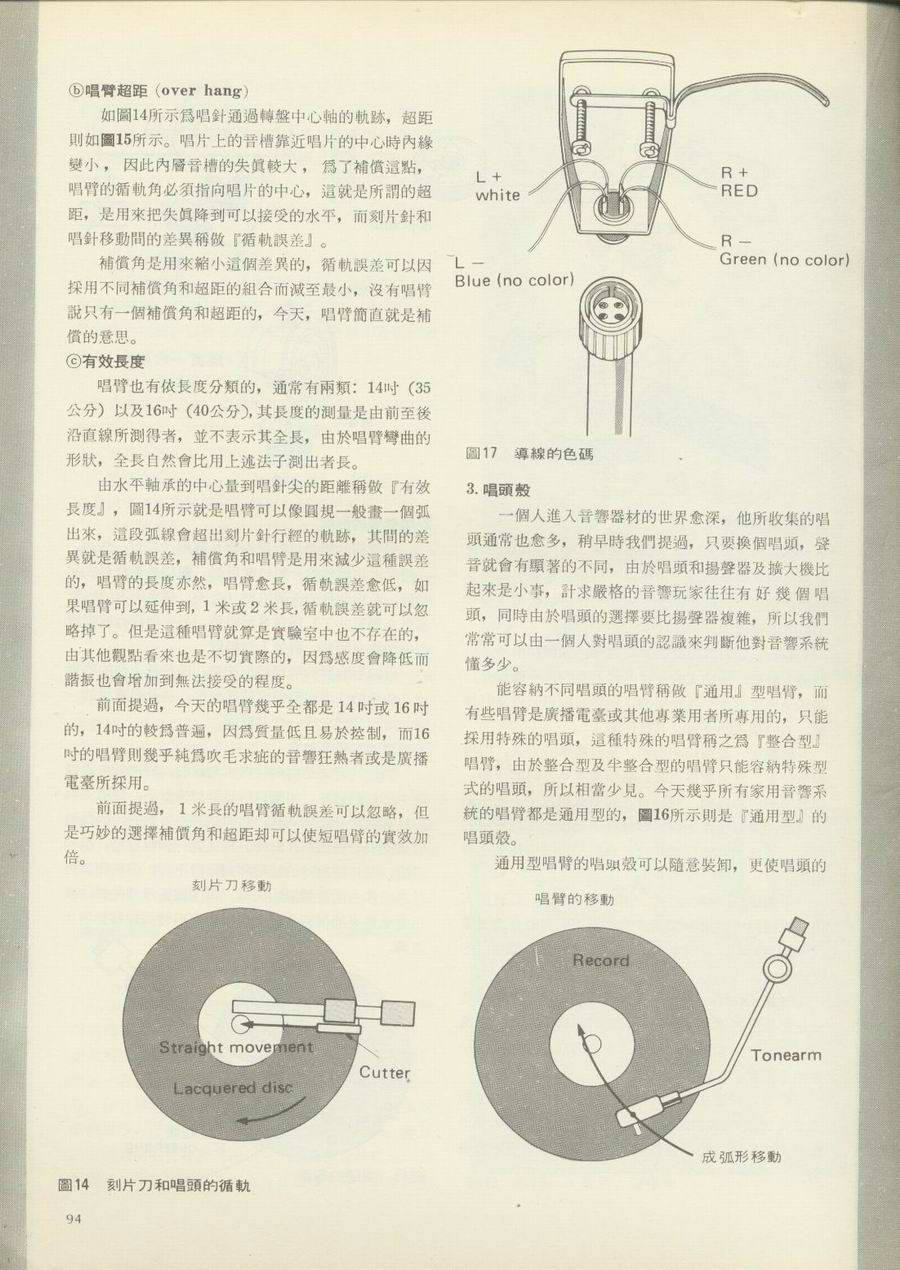 ⓑ唱臂超距 (over hang)
如圖14所示爲唱針通過轉盤中心軸的軌跡，超距
則如圖15所示。唱片上的音槽靠近唱片的中心時內緣
變小，因此內層音槽的失眞較大，爲了補償這點，
唱臂的循軌角必須指向唱片的中心，這就是所謂的超
距，是用來把失眞降到可以接受的水平，而刻片針和
唱針移動間的差異稱做『循軌誤差』。
補償角是用來縮小這個差異的，循軌誤差可以因
採用不同補償角和超距的組合而減至最小，沒有唱臂
說只有一個補償角和超距的，今天，唱臂簡直就是補
償的意思。
ⓒ有效長度
唱臂也有依長度分類的，通常有兩類：14吋（35
公分）以及16吋（40公分），其長度的測量是由前至後
沿直線所測得者，並不表示其全長，由於唱臂彎曲的
形狀，全長自然會比用上述法子測出者長。
由水平軸承的中心量到唱針尖的距離稱做『有效
長度』，圖14所示就是唱臂可以像圓規一般畫一個弧
出來，這段弧線會超出刻片針行經的軌跡，其間的差
異就是循軌誤差，補償角和唱臂是用來減少這種誤差
的，唱臂的長度亦然，唱臂愈長，循軌誤差愈低，如
果唱臂可以延伸到，1米或2米長，循軌誤差就可以忽
略掉了。但是這種唱臂就算是實驗室中也不存在的，
由其他觀點看來也是不切實際的，因爲感度會降低而
諧振也會增加到無法接受的程度。
前面提過，今天的唱臂幾乎全都是14吋或16吋
的，14吋的較爲普遍，因爲質量低且易於控制，而16
吋的唱臂則幾乎純爲吹毛求疵的音響狂熱者或是廣播
電臺所採用。
前面提過，1米長的唱臂循軌誤差可以忽略，但
是巧妙的選擇補償角和超距却可以使短唱臂的實效加
倍。
L +
white
R +
RED
L −
Blue (no color)
R −
Green (no color)
圖17 導線的色碼
3. 唱頭殼
一個人進入音響器材的世界愈深，他所收集的唱
頭通常也愈多，稍早時我們提過，只要換個唱頭，聲
音就會有顯著的不同，由於唱頭和揚聲器及擴大機比
起來是小事，計求嚴格的音響玩家往往有好幾個唱
頭，同時由於唱頭的選擇要比揚聲器複雜，所以我們
常常可以由一個人對唱頭的認識來判斷他對音響系統
懂多少。
能容納不同唱頭的唱臂稱做『通用』型唱臂，而
有些唱臂是廣播電臺或其他專業用者所專用的，只能
採用特殊的唱頭，這種特殊的唱臂稱之爲『整合型』
唱臂，由於整合型及半整合型的唱臂只能容納特殊型
式的唱頭，所以相當少見。今天幾乎所有家用音響系
統的唱臂都是通用型的，圖16所示則是『通用型』的
唱頭殼。
通用型唱臂的唱頭殼可以隨意裝卸，更使唱頭的
刻片刀移動
Straight movement
Lacquered disc
Cutter
唱臂的移動
Record
Tonearm
成弧形移動
圖14 刻片刀和唱頭的循軌
94